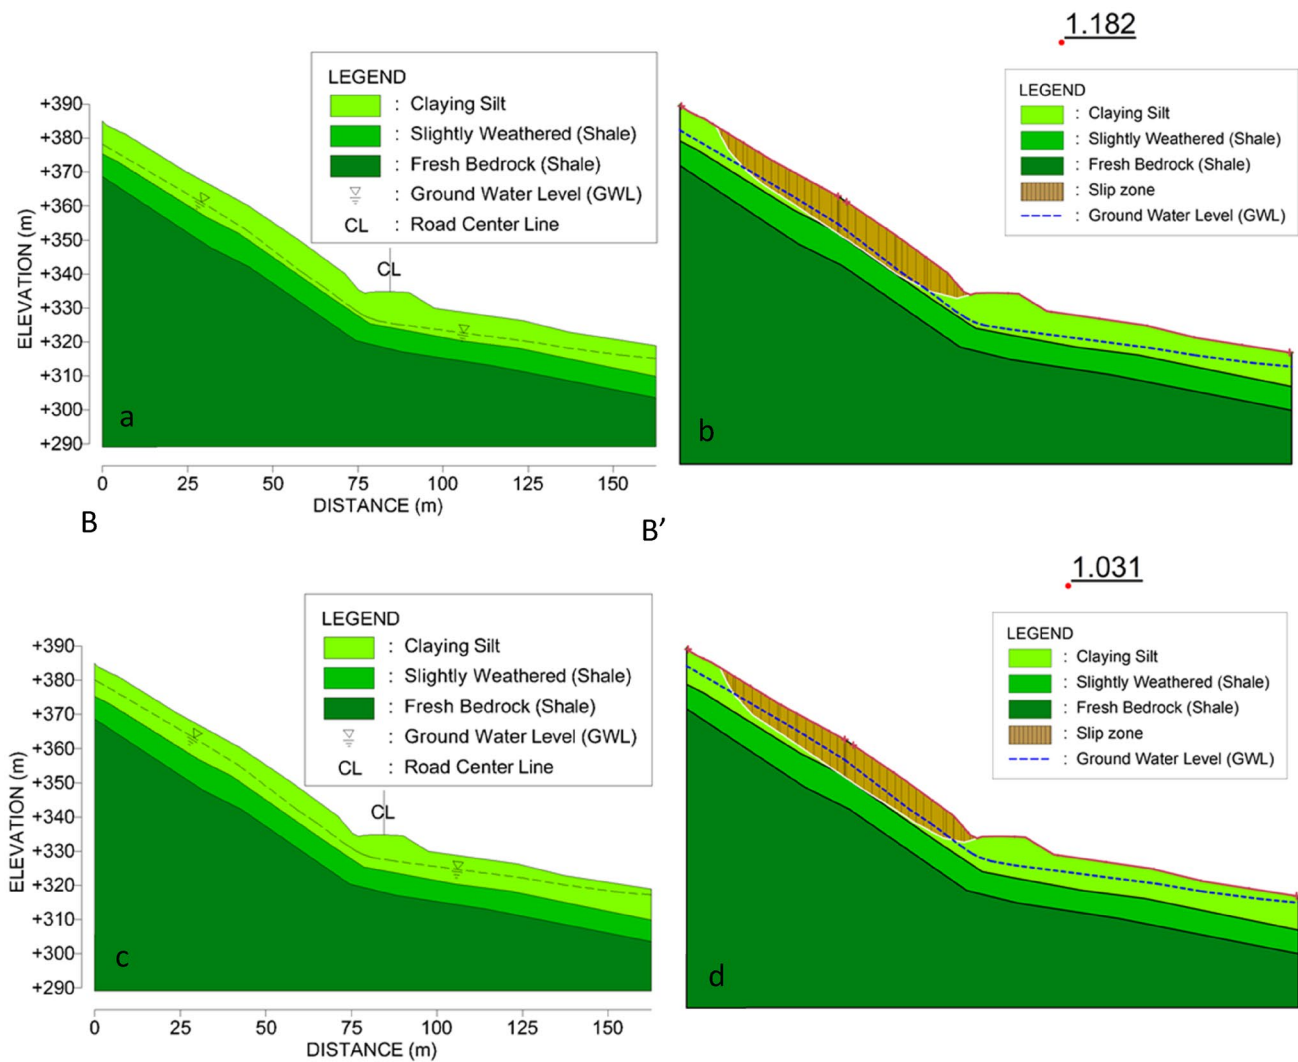 1.182
LEGEND
: Claying Silt
: Slightly Weathered (Shale)
: Fresh Bedrock (Shale)
: Ground Water Level (GWL)
CL : Road Center Line
CL
ELEVATION (m)
+390
+380
+370
+360
+350
+340
+330
+320
+310
+300
+290
a
0 25 50 75 100 125 150
DISTANCE (m)
LEGEND
: Claying Silt
: Slightly Weathered (Shale)
: Fresh Bedrock (Shale)
: Slip zone
: Ground Water Level (GWL)
b
B
B’
1.031
LEGEND
: Claying Silt
: Slightly Weathered (Shale)
: Fresh Bedrock (Shale)
: Ground Water Level (GWL)
CL : Road Center Line
CL
ELEVATION (m)
+390
+380
+370
+360
+350
+340
+330
+320
+310
+300
+290
c
0 25 50 75 100 125 150
DISTANCE (m)
LEGEND
: Claying Silt
: Slightly Weathered (Shale)
: Fresh Bedrock (Shale)
: Slip zone
: Ground Water Level (GWL)
d